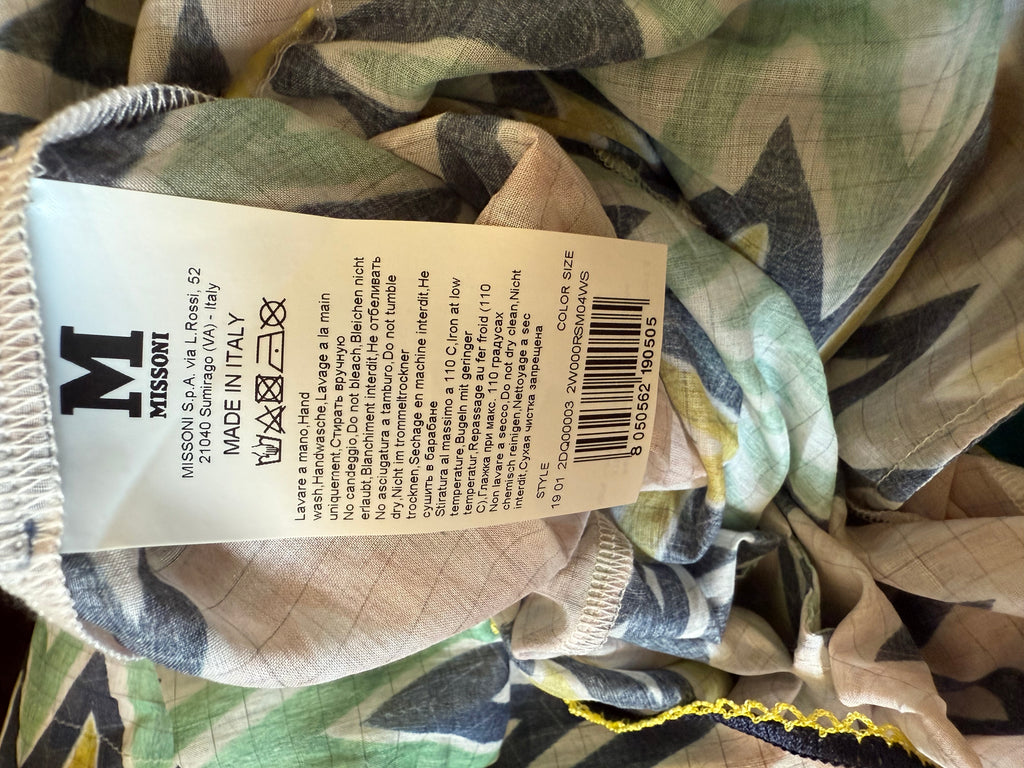 M
MISSONI
MISSONI S.p.A. via L.Rossi, 52
21040 Sumirago (VA) - Italy
MADE IN ITALY
Lavare a mano,Hand
wash,Handwasche,Lavage a la main
uniquement,Стирать вручную
No candeggio,Do not bleach,Bleichen nicht
erlaubt,Blanchiment interdit,Не отбеливать
No asciugatura a tamburo,Do not tumble
dry,Nicht im trommeltrockner
trocknen,Sechage en machine interdit,Не
сушить в барабане
Stiratura al massimo a 110 C,Iron at low
temperature,Bugeln mit geringer
temperatur,Repassage au fer froid (110
C),Глажка при макс. 110 градусах
Non lavare a secco,Do not dry clean,Nicht
chemisch reinigen,Nettoyage a sec
interdit,Сухая чистка запрещена
STYLE COLOR SIZE
19 01 2DQ00003 2W000RSM04WS
8 050562 190505